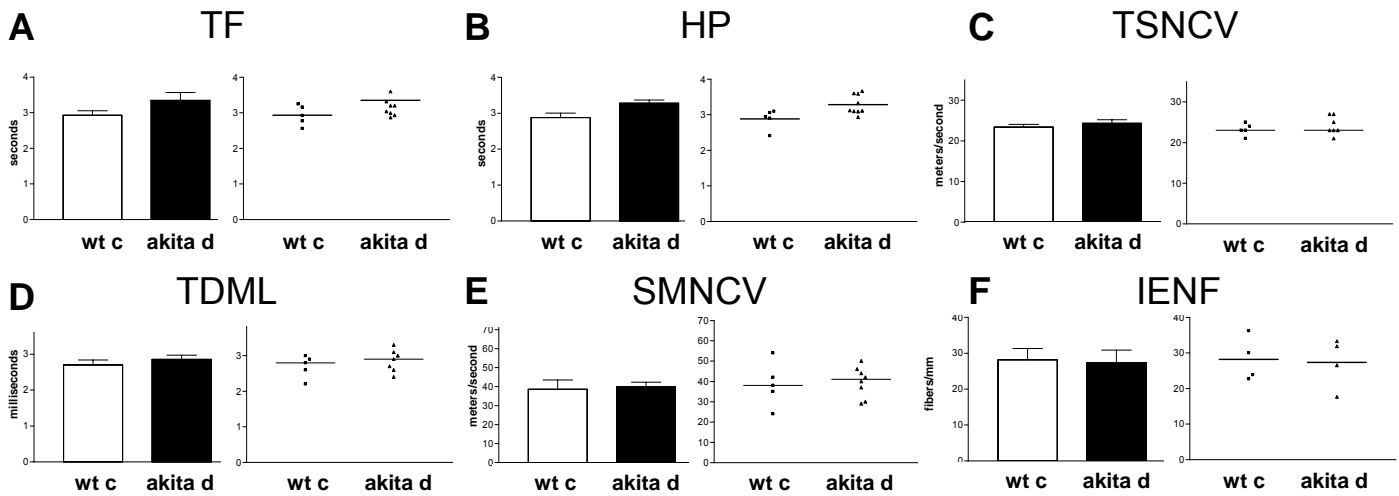 A TF
seconds
4
3
2
1
0
wt c akita d
4
3
2
1
0
wt c akita d
B HP
seconds
4
3
2
1
0
wt c akita d
4
3
2
1
0
wt c akita d
C TSNCV
meters/second
30
20
10
0
wt c akita d
30
20
10
0
wt c akita d
D TDML
milliseconds
3
2
1
0
wt c akita d
3
2
1
0
wt c akita d
E SMNCV
meters/second
70
60
50
40
30
20
10
0
wt c akita d
70
60
50
40
30
20
10
0
wt c akita d
F IENF
fibers/mm
40
30
20
10
0
wt c akita d
40
30
20
10
0
wt c akita d